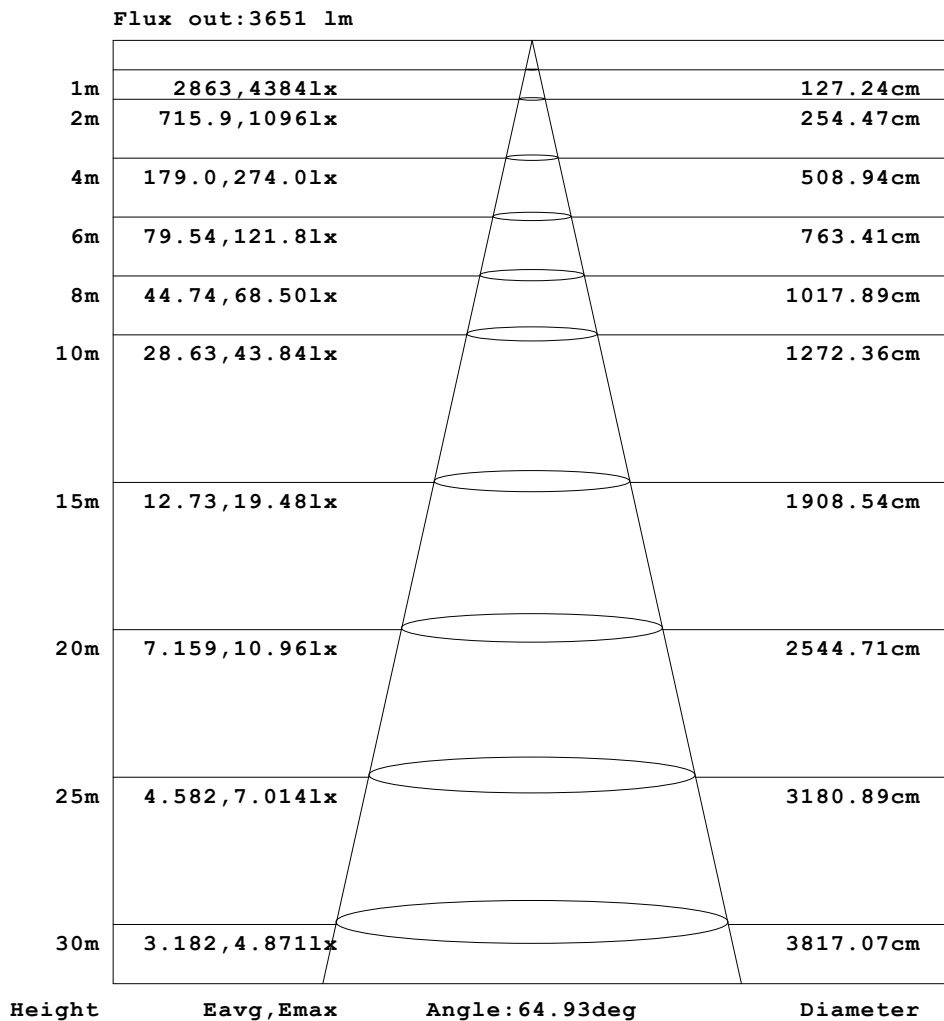 Flux out:3651 lm
1m 2863,4384lx 127.24cm
2m 715.9,1096lx 254.47cm
4m 179.0,274.0lx 508.94cm
6m 79.54,121.8lx 763.41cm
8m 44.74,68.50lx 1017.89cm
10m 28.63,43.84lx 1272.36cm
15m 12.73,19.48lx 1908.54cm
20m 7.159,10.96lx 2544.71cm
25m 4.582,7.014lx 3180.89cm
30m 3.182,4.871lx 3817.07cm
Height Eavg,Emax Angle:64.93deg Diameter